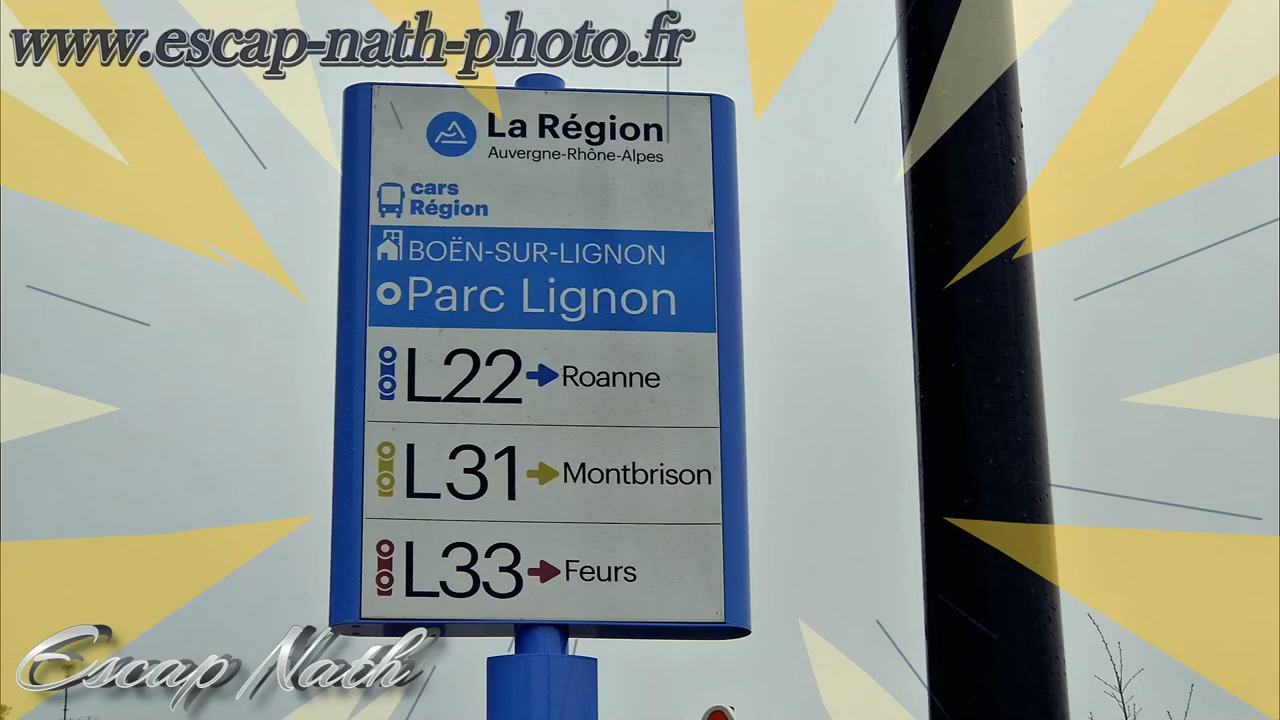 www.escap-nath-photo.fr
La Région
Auvergne-Rhône-Alpes
cars
Région
BOËN-SUR-LIGNON
Parc Lignon
L22 Roanne
L31 Montbrison
L33 Feurs
Escap Nath